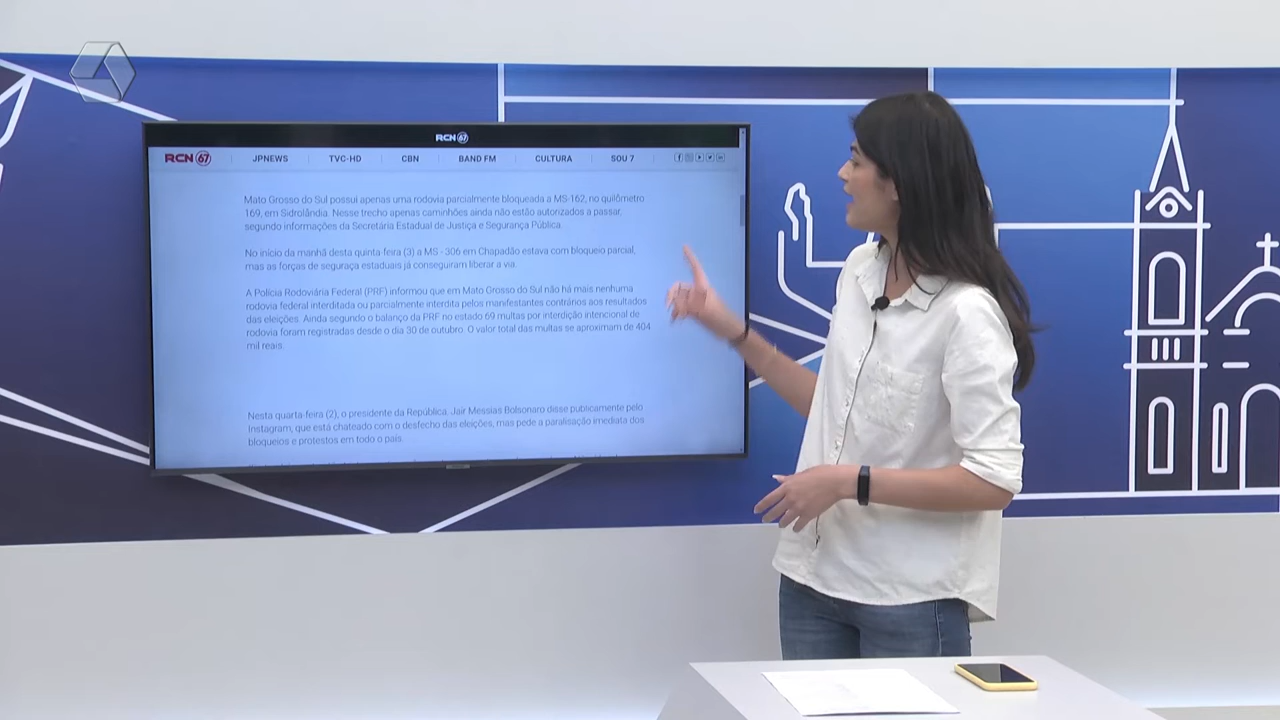 RCN 67
RCN 67 JPNEWS TVC-HD CBN BAND FM CULTURA SOU 7
Mato Grosso do Sul possui apenas uma rodovia parcialmente bloqueada a MS-162, no quilômetro
169, em Sidrolândia. Nesse trecho apenas caminhões ainda não estão autorizados a passar,
segundo informações da Secretária Estadual de Justiça e Segurança Pública.
No início da manhã desta quinta-feira (3) a MS - 306 em Chapadão estava com bloqueio parcial,
mas as forças de seguraça estaduais já conseguiram liberar a via.
A Polícia Rodoviária Federal (PRF) informou que em Mato Grosso do Sul não há mais nenhuma
rodovia federal interditada ou parcialmente interdita pelos manifestantes contrários aos resultados
das eleições. Ainda segundo o balanço da PRF no estado 69 multas por interdição intencional de
rodovia foram registradas desde o dia 30 de outubro. O valor total das multas se aproximam de 404
mil reais.
Nesta quarta-feira (2), o presidente da República, Jair Messias Bolsonaro disse publicamente pelo
Instagram, que está chateado com o desfecho das eleições, mas pede a paralisação imediata dos
bloqueios e protestos em todo o país